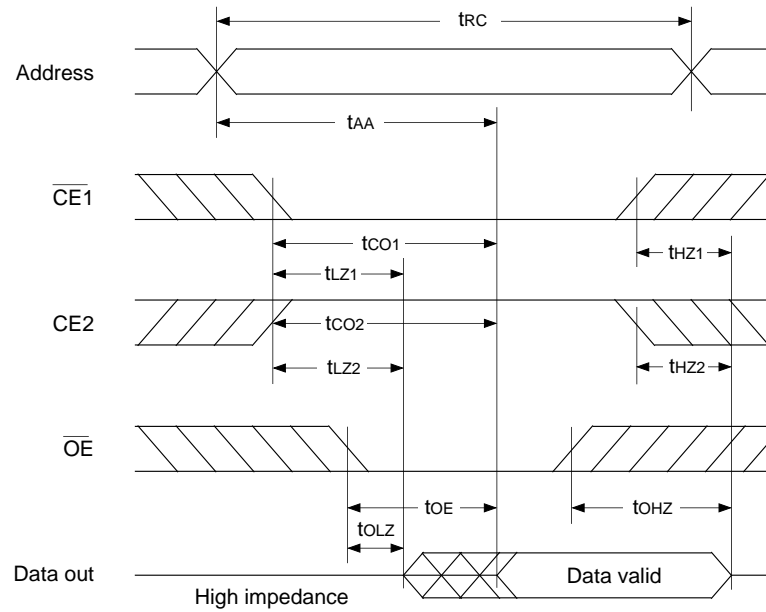 tRC
Address
tAA
CE1
tCO1
tHZ1
tLZ1
CE2
tCO2
tLZ2
tHZ2
OE
tOE
tOHZ
tOLZ
Data out
Data valid
High impedance